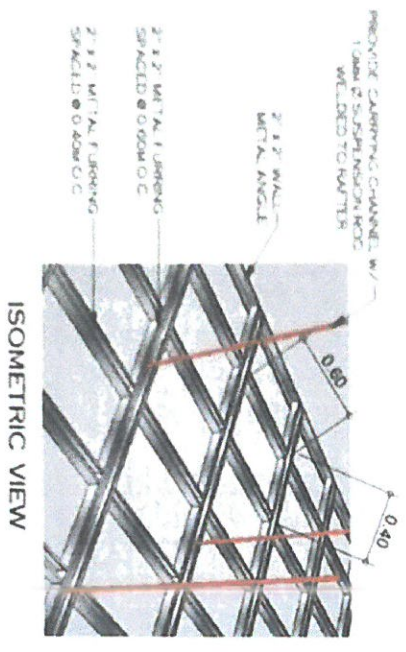 PROVIDE CARRYING CHANNEL W/
10MM Ø SUSPENSION ROD
WELDED TO RAFTER
2" x 2" WALL
METAL ANGLE
2" x 2" METAL FURRING
SPACED @ 0.60M O.C
2" x 2" METAL FURRING
SPACED @ 0.40M O.C
0.60
0.40
ISOMETRIC VIEW